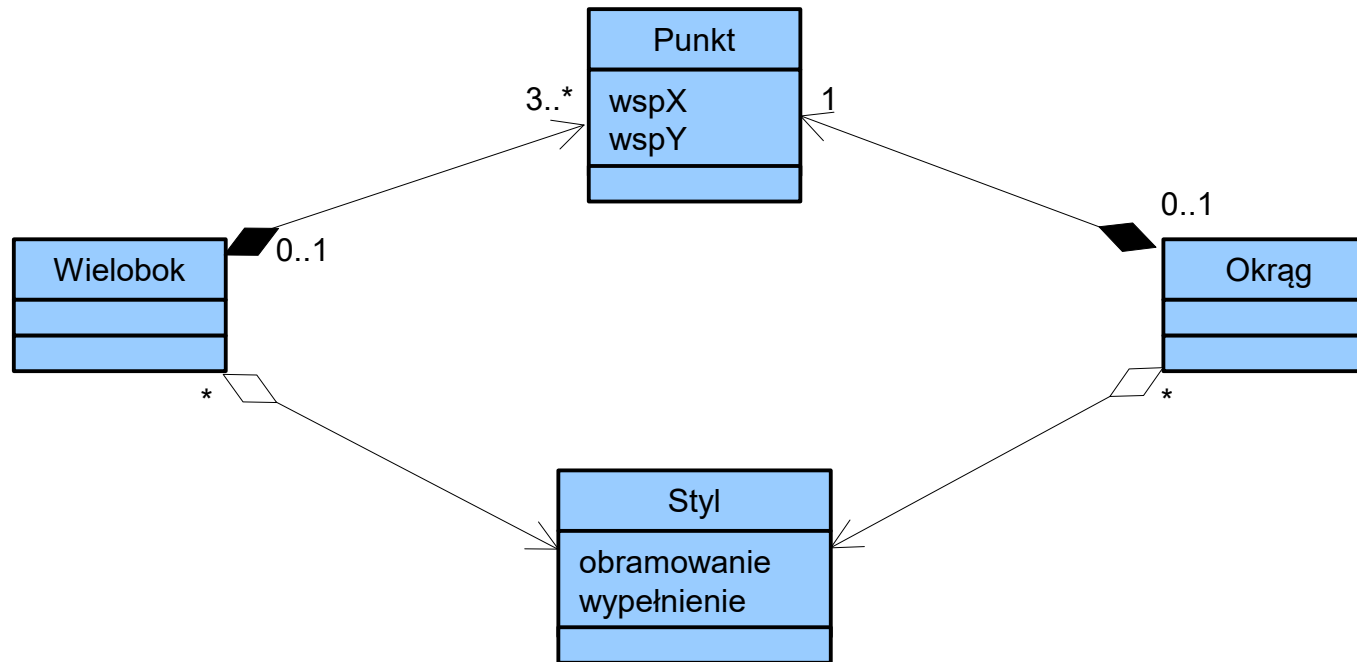 Punkt
3..*
wspX
1
wspY
0..1
0..1
Wielobok
Okrąg
*
*
Styl
obramowanie
wypełnienie